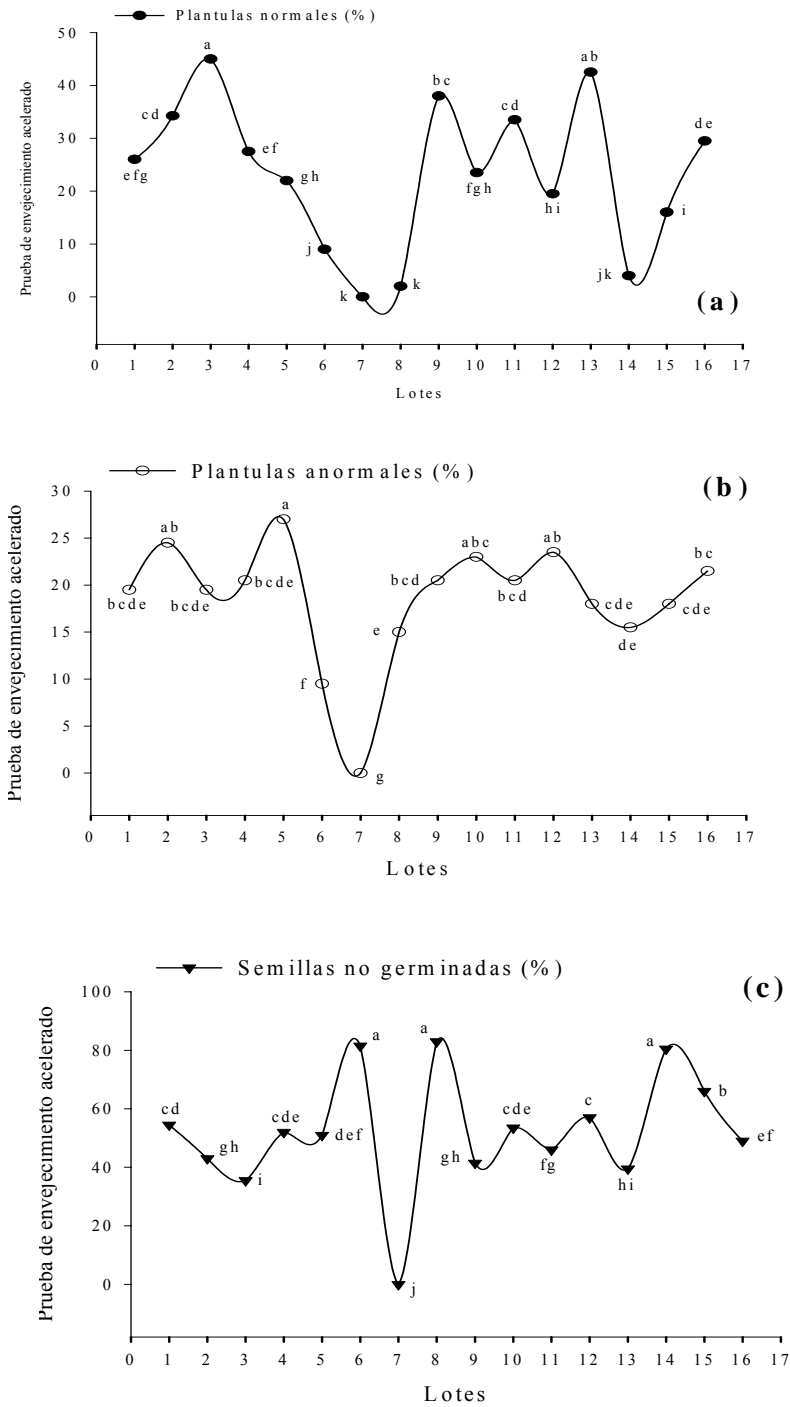 Plantulas normales (%)
50
40
30
20
10
0
Prueba de envejecimiento acelerado
efg
cd
a
ef
gh
j
k
k
bc
fgh
cd
hi
ab
jk
i
de
(a)
0 1 2 3 4 5 6 7 8 9 10 11 12 13 14 15 16 17
Lotes
Plantulas anormales (%)
(b)
30
25
20
15
10
5
0
Prueba de envejecimiento acelerado
bcde
ab
bcde
bcde
a
f
g
e
bcd
abc
bcd
ab
cde
de
cde
bc
0 1 2 3 4 5 6 7 8 9 10 11 12 13 14 15 16 17
Lotes
Semillas no germinadas (%)
(c)
100
80
60
40
20
0
Prueba de envejecimiento acelerado
cd
gh
i
cde
def
a
j
a
gh
cde
fg
c
hi
a
b
ef
0 1 2 3 4 5 6 7 8 9 10 11 12 13 14 15 16 17
Lotes